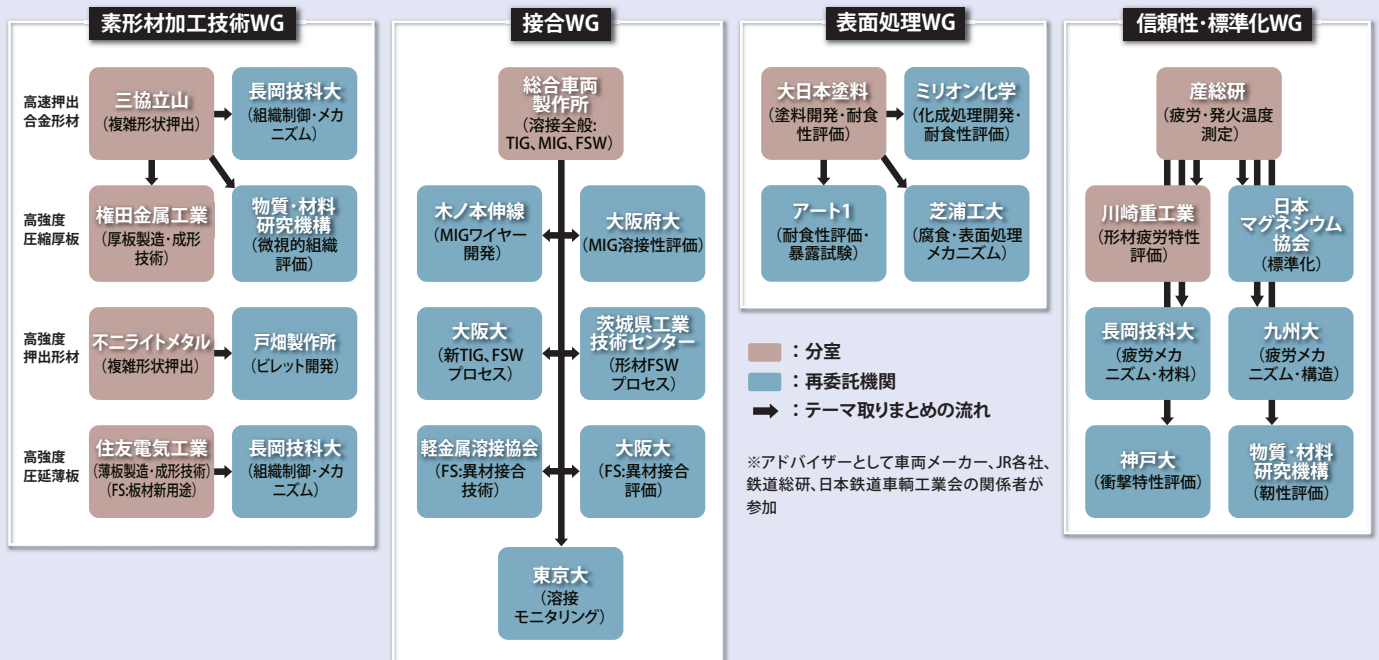 素形材加工技術WG
高速押出
合金形材
三協立山
(複雑形状押出)
長岡技科大
(組織制御・メカ
ニズム)
高強度
圧縮厚板
権田金属工業
(厚板製造・成形
技術)
物質・材料
研究機構
(微視的組織
評価)
高強度
押出形材
不二ライトメタル
(複雑形状押出)
戸畑製作所
(ビレット開発)
高強度
圧延薄板
住友電気工業
(薄板製造・成形技術)
(FS:板材新用途)
長岡技科大
(組織制御・メカ
ニズム)
接合WG
総合車両
製作所
(溶接全般:
TIG、MIG、FSW)
木ノ本伸線
(MIGワイヤー
開発)
大阪府大
(MIG溶接性評価)
大阪大
(新TIG、FSW
プロセス)
茨城県工業
技術センター
(形材FSW
プロセス)
軽金属溶接協会
(FS:異材接合
技術)
大阪大
(FS:異材接合
評価)
東京大
(溶接
モニタリング)
表面処理WG
大日本塗料
(塗料開発・耐食
性評価)
ミリオン化学
(化成処理開発・
耐食性評価)
アート1
(耐食性評価・
暴露試験)
芝浦工大
(腐食・表面処理
メカニズム)
:分室
:再委託機関
:テーマ取りまとめの流れ
※アドバイザーとして車両メーカー、JR各社、
鉄道総研、日本鉄道車輌工業会の関係者が
参加
信頼性・標準化WG
産総研
(疲労・発火温度
測定)
川崎重工業
(形材疲労特性
評価)
日本
マグネシウム
協会
(標準化)
長岡技科大
(疲労メカ
ニズム・材料)
九州大
(疲労メカ
ニズム・構造)
神戸大
(衝撃特性評価)
物質・材料
研究機構
(靭性評価)